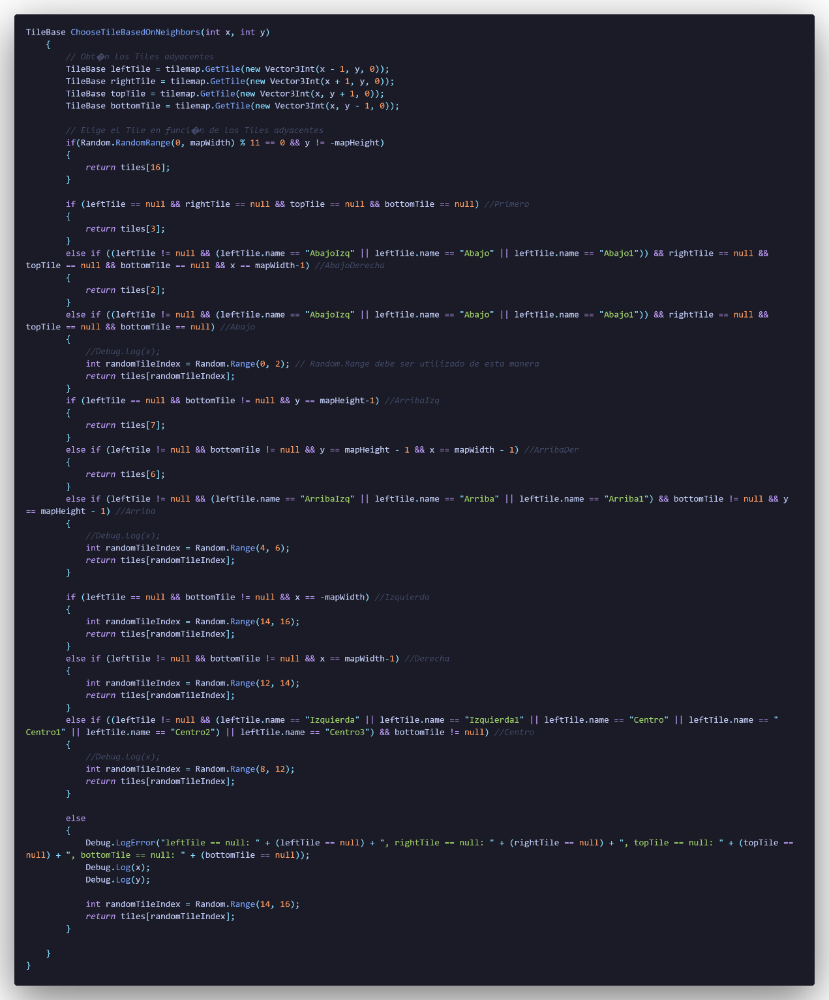 TileBase ChooseTileBasedOnNeighbors(int x, int y)
{
// Obt�n los Tiles adyacentes
TileBase leftTile = tilemap.GetTile(new Vector3Int(x - 1, y, 0));
TileBase rightTile = tilemap.GetTile(new Vector3Int(x + 1, y, 0));
TileBase topTile = tilemap.GetTile(new Vector3Int(x, y + 1, 0));
TileBase bottomTile = tilemap.GetTile(new Vector3Int(x, y - 1, 0));
// Elige el Tile en funci�n de los Tiles adyacentes
if(Random.RandomRange(0, mapWidth) % 11 == 0 && y != -mapHeight)
{
return tiles[16];
}
if (leftTile == null && rightTile == null && topTile == null && bottomTile == null) //Primero
{
return tiles[3];
}
else if ((leftTile != null && (leftTile.name == "AbajoIzq" || leftTile.name == "Abajo" || leftTile.name == "Abajo1")) && rightTile == null &&
topTile == null && bottomTile == null && x == mapWidth-1) //AbajoDerecha
{
return tiles[2];
}
else if ((leftTile != null && (leftTile.name == "AbajoIzq" || leftTile.name == "Abajo" || leftTile.name == "Abajo1")) && rightTile == null &&
topTile == null && bottomTile == null) //Abajo
{
//Debug.Log(x);
int randomTileIndex = Random.Range(0, 2); // Random.Range debe ser utilizado de esta manera
return tiles[randomTileIndex];
}
if (leftTile == null && bottomTile != null && y == mapHeight-1) //ArribaIzq
{
return tiles[7];
}
else if (leftTile != null && bottomTile != null && y == mapHeight - 1 && x == mapWidth - 1) //ArribaDer
{
return tiles[6];
}
else if (leftTile != null && (leftTile.name == "ArribaIzq" || leftTile.name == "Arriba" || leftTile.name == "Arriba1") && bottomTile != null && y
== mapHeight - 1) //Arriba
{
//Debug.Log(x);
int randomTileIndex = Random.Range(4, 6);
return tiles[randomTileIndex];
}
if (leftTile == null && bottomTile != null && x == -mapWidth) //Izquierda
{
int randomTileIndex = Random.Range(14, 16);
return tiles[randomTileIndex];
}
else if (leftTile != null && bottomTile != null && x == mapWidth-1) //Derecha
{
int randomTileIndex = Random.Range(12, 14);
return tiles[randomTileIndex];
}
else if ((leftTile != null && (leftTile.name == "Izquierda" || leftTile.name == "Izquierda1" || leftTile.name == "Centro" || leftTile.name == "
Centro1" || leftTile.name == "Centro2") || leftTile.name == "Centro3") && bottomTile != null) //Centro
{
//Debug.Log(x);
int randomTileIndex = Random.Range(8, 12);
return tiles[randomTileIndex];
}
else
{
Debug.LogError("leftTile == null: " + (leftTile == null) + ", rightTile == null: " + (rightTile == null) + ", topTile == null: " + (topTile ==
null) + ", bottomTile == null: " + (bottomTile == null));
Debug.Log(x);
Debug.Log(y);
int randomTileIndex = Random.Range(14, 16);
return tiles[randomTileIndex];
}
}
}